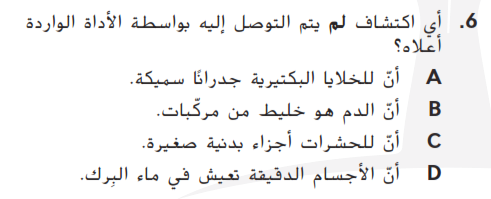 6. أي اكتشاف لم يتم التوصل إليه بواسطة الأداة الواردة
أعلاه؟
A أنّ للخلايا البكتيرية جدرانًا سميكة.
B أنّ الدم هو خليط من مركّبات.
C أنّ للحشرات أجزاء بدنية صغيرة.
D أنّ الأجسام الدقيقة تعيش في ماء البِرك.